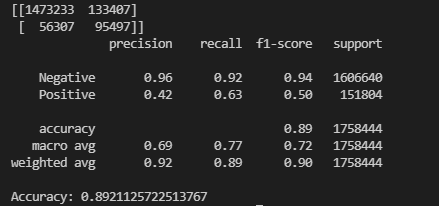 [[1473233 133407]
[ 56307 95497]]
precision recall f1-score support
Negative 0.96 0.92 0.94 1606640
Positive 0.42 0.63 0.50 151804
accuracy 0.89 1758444
macro avg 0.69 0.77 0.72 1758444
weighted avg 0.92 0.89 0.90 1758444
Accuracy: 0.8921125722513767